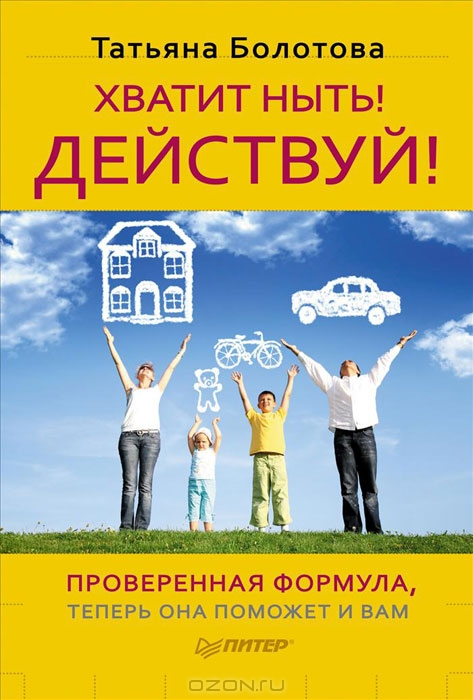 Татьяна Болотова
ХВАТИТ НЫТЬ!
ДЕЙСТВУЙ!
ПРОВЕРЕННАЯ ФОРМУЛА,
ТЕПЕРЬ ОНА ПОМОЖЕТ И ВАМ
ПИТЕР®
ozon.ru